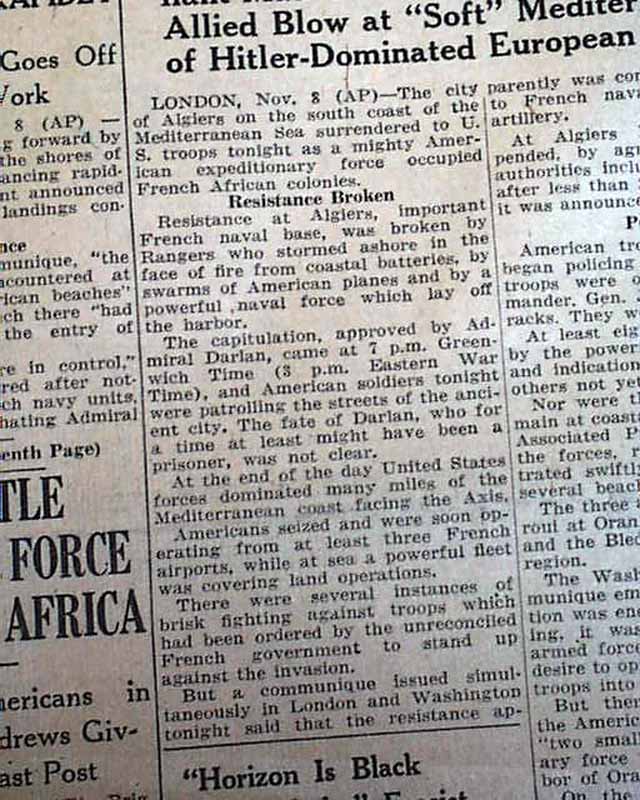 Goes Off
Work
8 (AP) —
g forward by
the shores of
ancing rapid-
nt announced
landings con-
nce
munique, "the
ncountered at
rican beaches"
ch there "had
the entry of
re in control,"
red after not-
ch navy units,
hating Admiral
enth Page)
TLE
FORCE
AFRICA
mericans in
drews Giv-
ast Post
Allied Blow at "Soft" Mediter
of Hitler-Dominated European
LONDON, Nov. 8 (AP)—The city
of Algiers on the south coast of the
Mediterranean Sea surrendered to U.
S. troops tonight as a mighty Amer-
ican expeditionary force occupied
French African colonies.
Resistance Broken
Resistance at Algiers, important
French naval base, was broken by
Rangers who stormed ashore in the
face of fire from coastal batteries, by
swarms of American planes and by a
powerful naval force which lay off
the harbor.
The capitulation, approved by Ad-
miral Darlan, came at 7 p.m. Green-
wich Time (3 p.m. Eastern War
Time), and American soldiers tonight
were patrolling the streets of the anci-
ent city. The fate of Darlan, who for
a time at least might have been a
prisoner, was not clear.
At the end of the day United States
forces dominated many miles of the
Mediterranean coast facing the Axis.
Americans seized and were soon op-
erating from at least three French
airports, while at sea a powerful fleet
was covering land operations.
There were several instances of
brisk fighting against troops which
had been ordered by the unreconciled
French government to stand up
against the invasion.
But a communique issued simul-
taneously in London and Washington
tonight said that the resistance ap-
"Horizon Is Black
parently was con
to French nav
artillery.
At Algiers
pended, by agr
authorities incl
after less than
it was announce
P
American tro
began policing
troops were o
mander. Gen.
racks. They w
At least eig
by the power
and indication
others not ye
Nor were th
main at coast
Associated P
the forces, r
trated swiftl
several beach
The three
roui at Oran
and the Bled
region.
The Wash
munique em
tion was en
ing, it was
armed force
desire to op
troops into
But ther
the Americ
"two smal
ary force
bor of Ora
On the